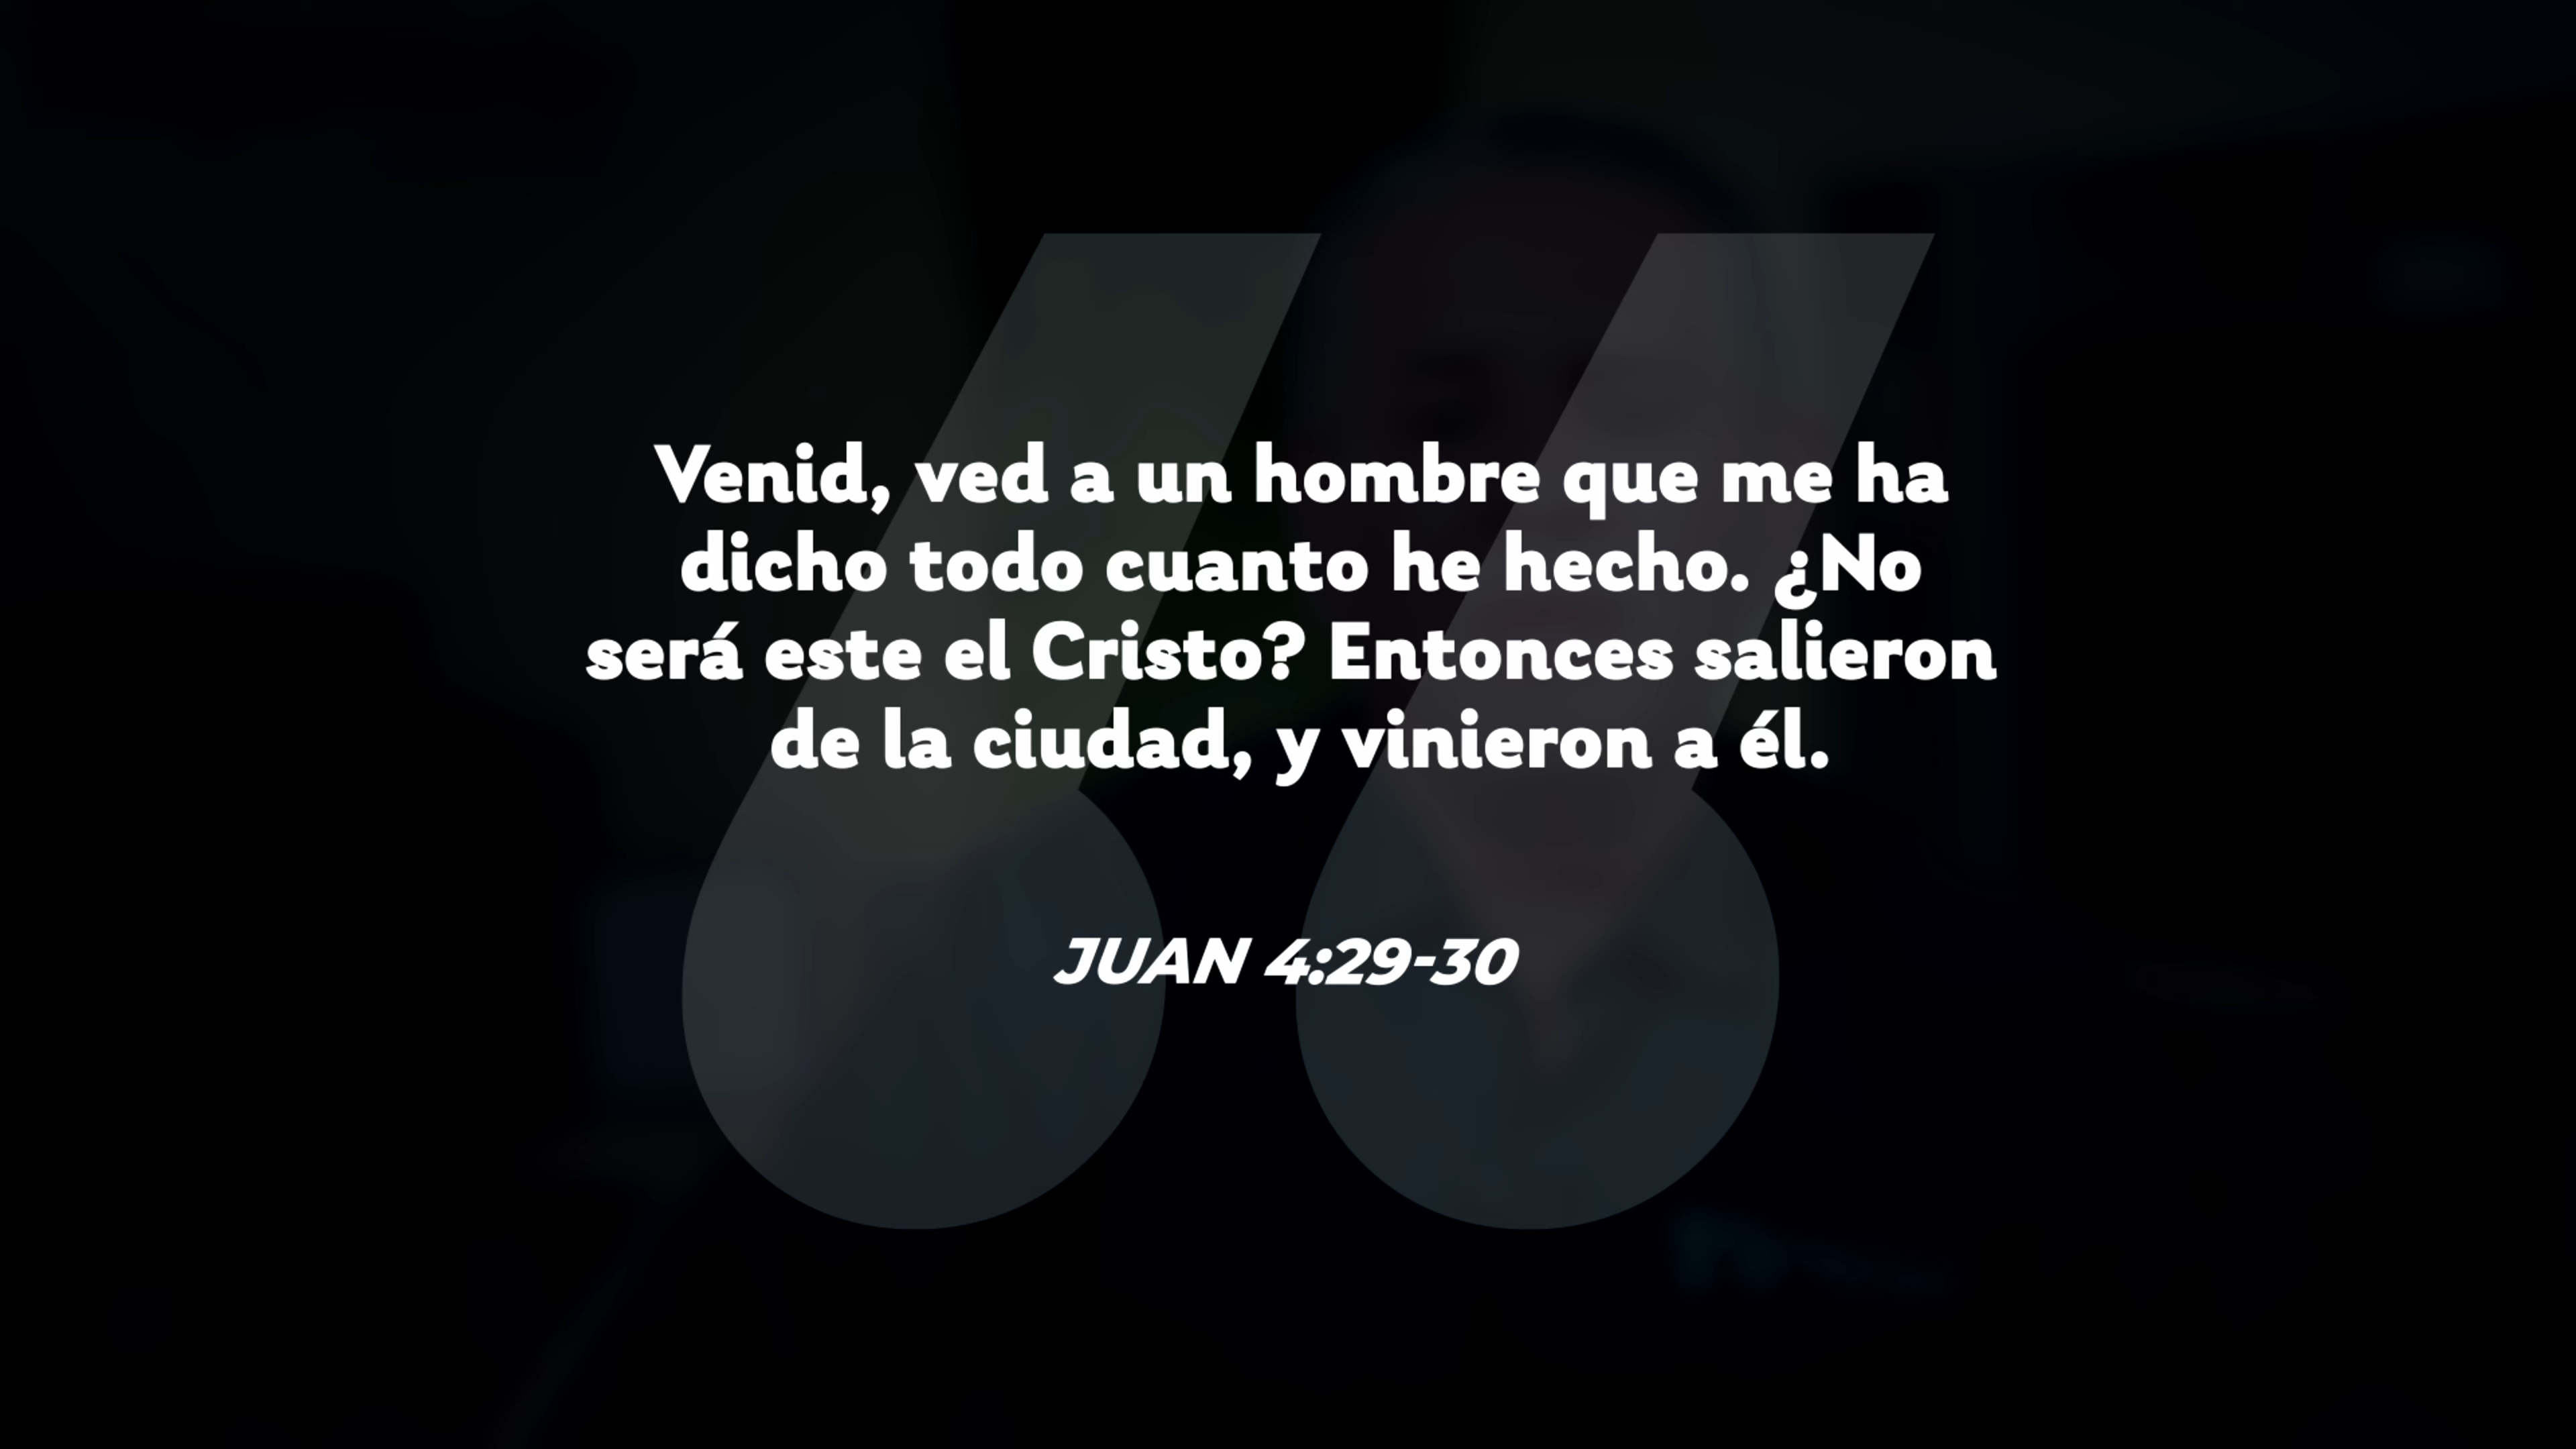 Venid, ved a un hombre que me ha
dicho todo cuanto he hecho. ¿No
será este el Cristo? Entonces salieron
de la ciudad, y vinieron a él.
JUAN 4:29-30